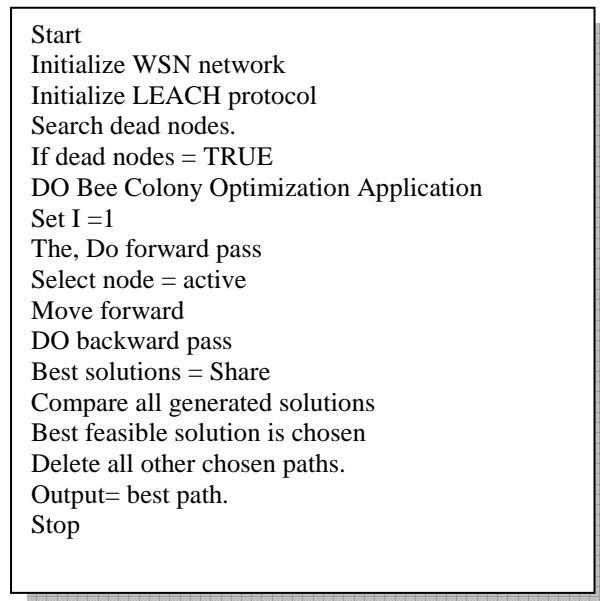 Start
Initialize WSN network
Initialize LEACH protocol
Search dead nodes.
If dead nodes = TRUE
DO Bee Colony Optimization Application
Set I =1
The, Do forward pass
Select node = active
Move forward
DO backward pass
Best solutions = Share
Compare all generated solutions
Best feasible solution is chosen
Delete all other chosen paths.
Output= best path.
Stop